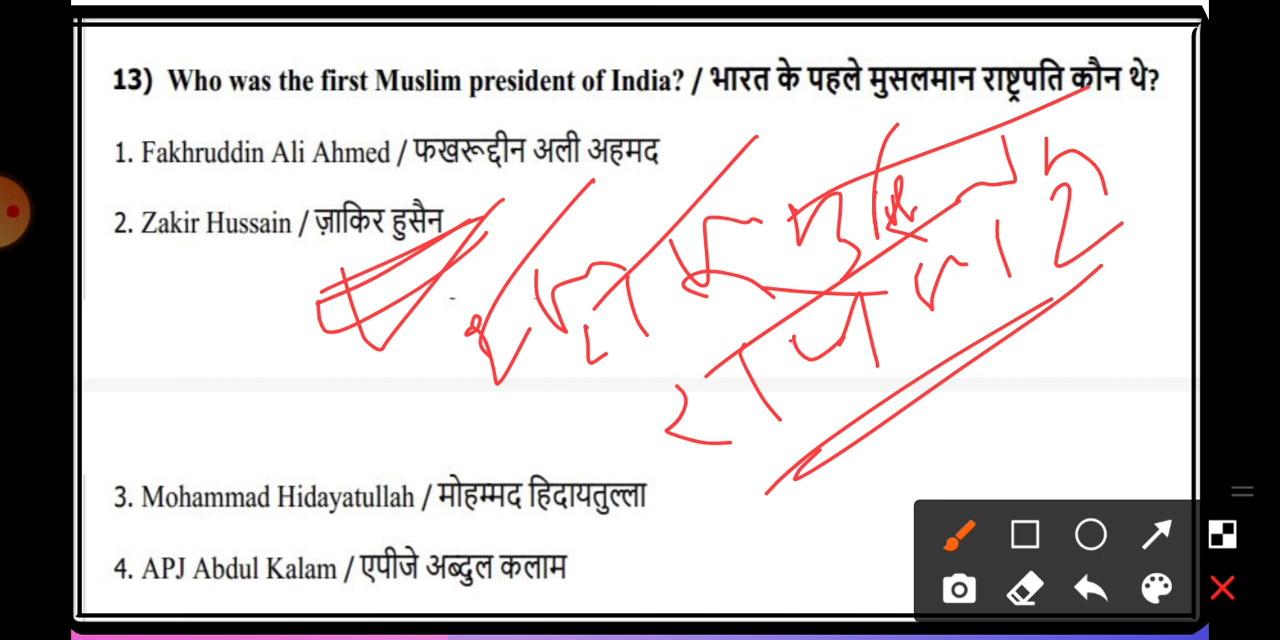 13) Who was the first Muslim president of India? / भारत के पहले मुसलमान राष्ट्रपति कौन थे?
1. Fakhruddin Ali Ahmed / फखरूद्दीन अली अहमद
2. Zakir Hussain / ज़ाकिर हुसैन
3. Mohammad Hidayatullah / मोहम्मद हिदायतुल्ला
4. APJ Abdul Kalam / एपीजे अब्दुल कलाम